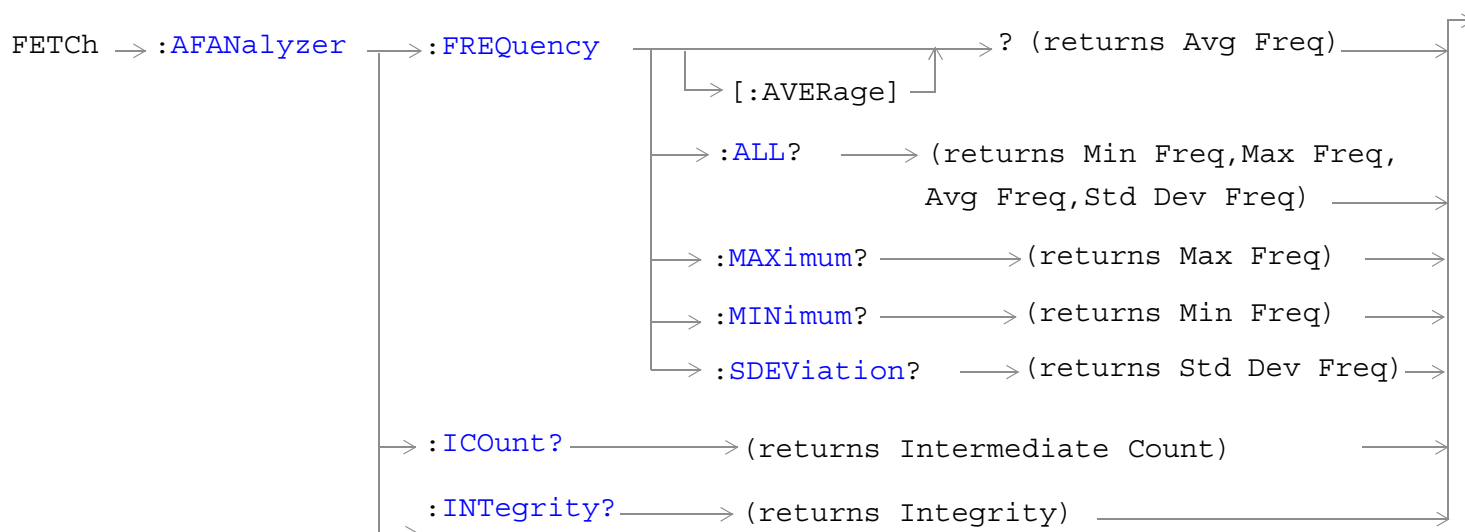 FETCh :AFANalyzer :FREQuency ? (returns Avg Freq)
[:AVERage]
:ALL? (returns Min Freq,Max Freq,
Avg Freq,Std Dev Freq)
:MAXimum? (returns Max Freq)
:MINimum? (returns Min Freq)
:SDEViation? (returns Std Dev Freq)
:ICOunt? (returns Intermediate Count)
:INTegrity? (returns Integrity)